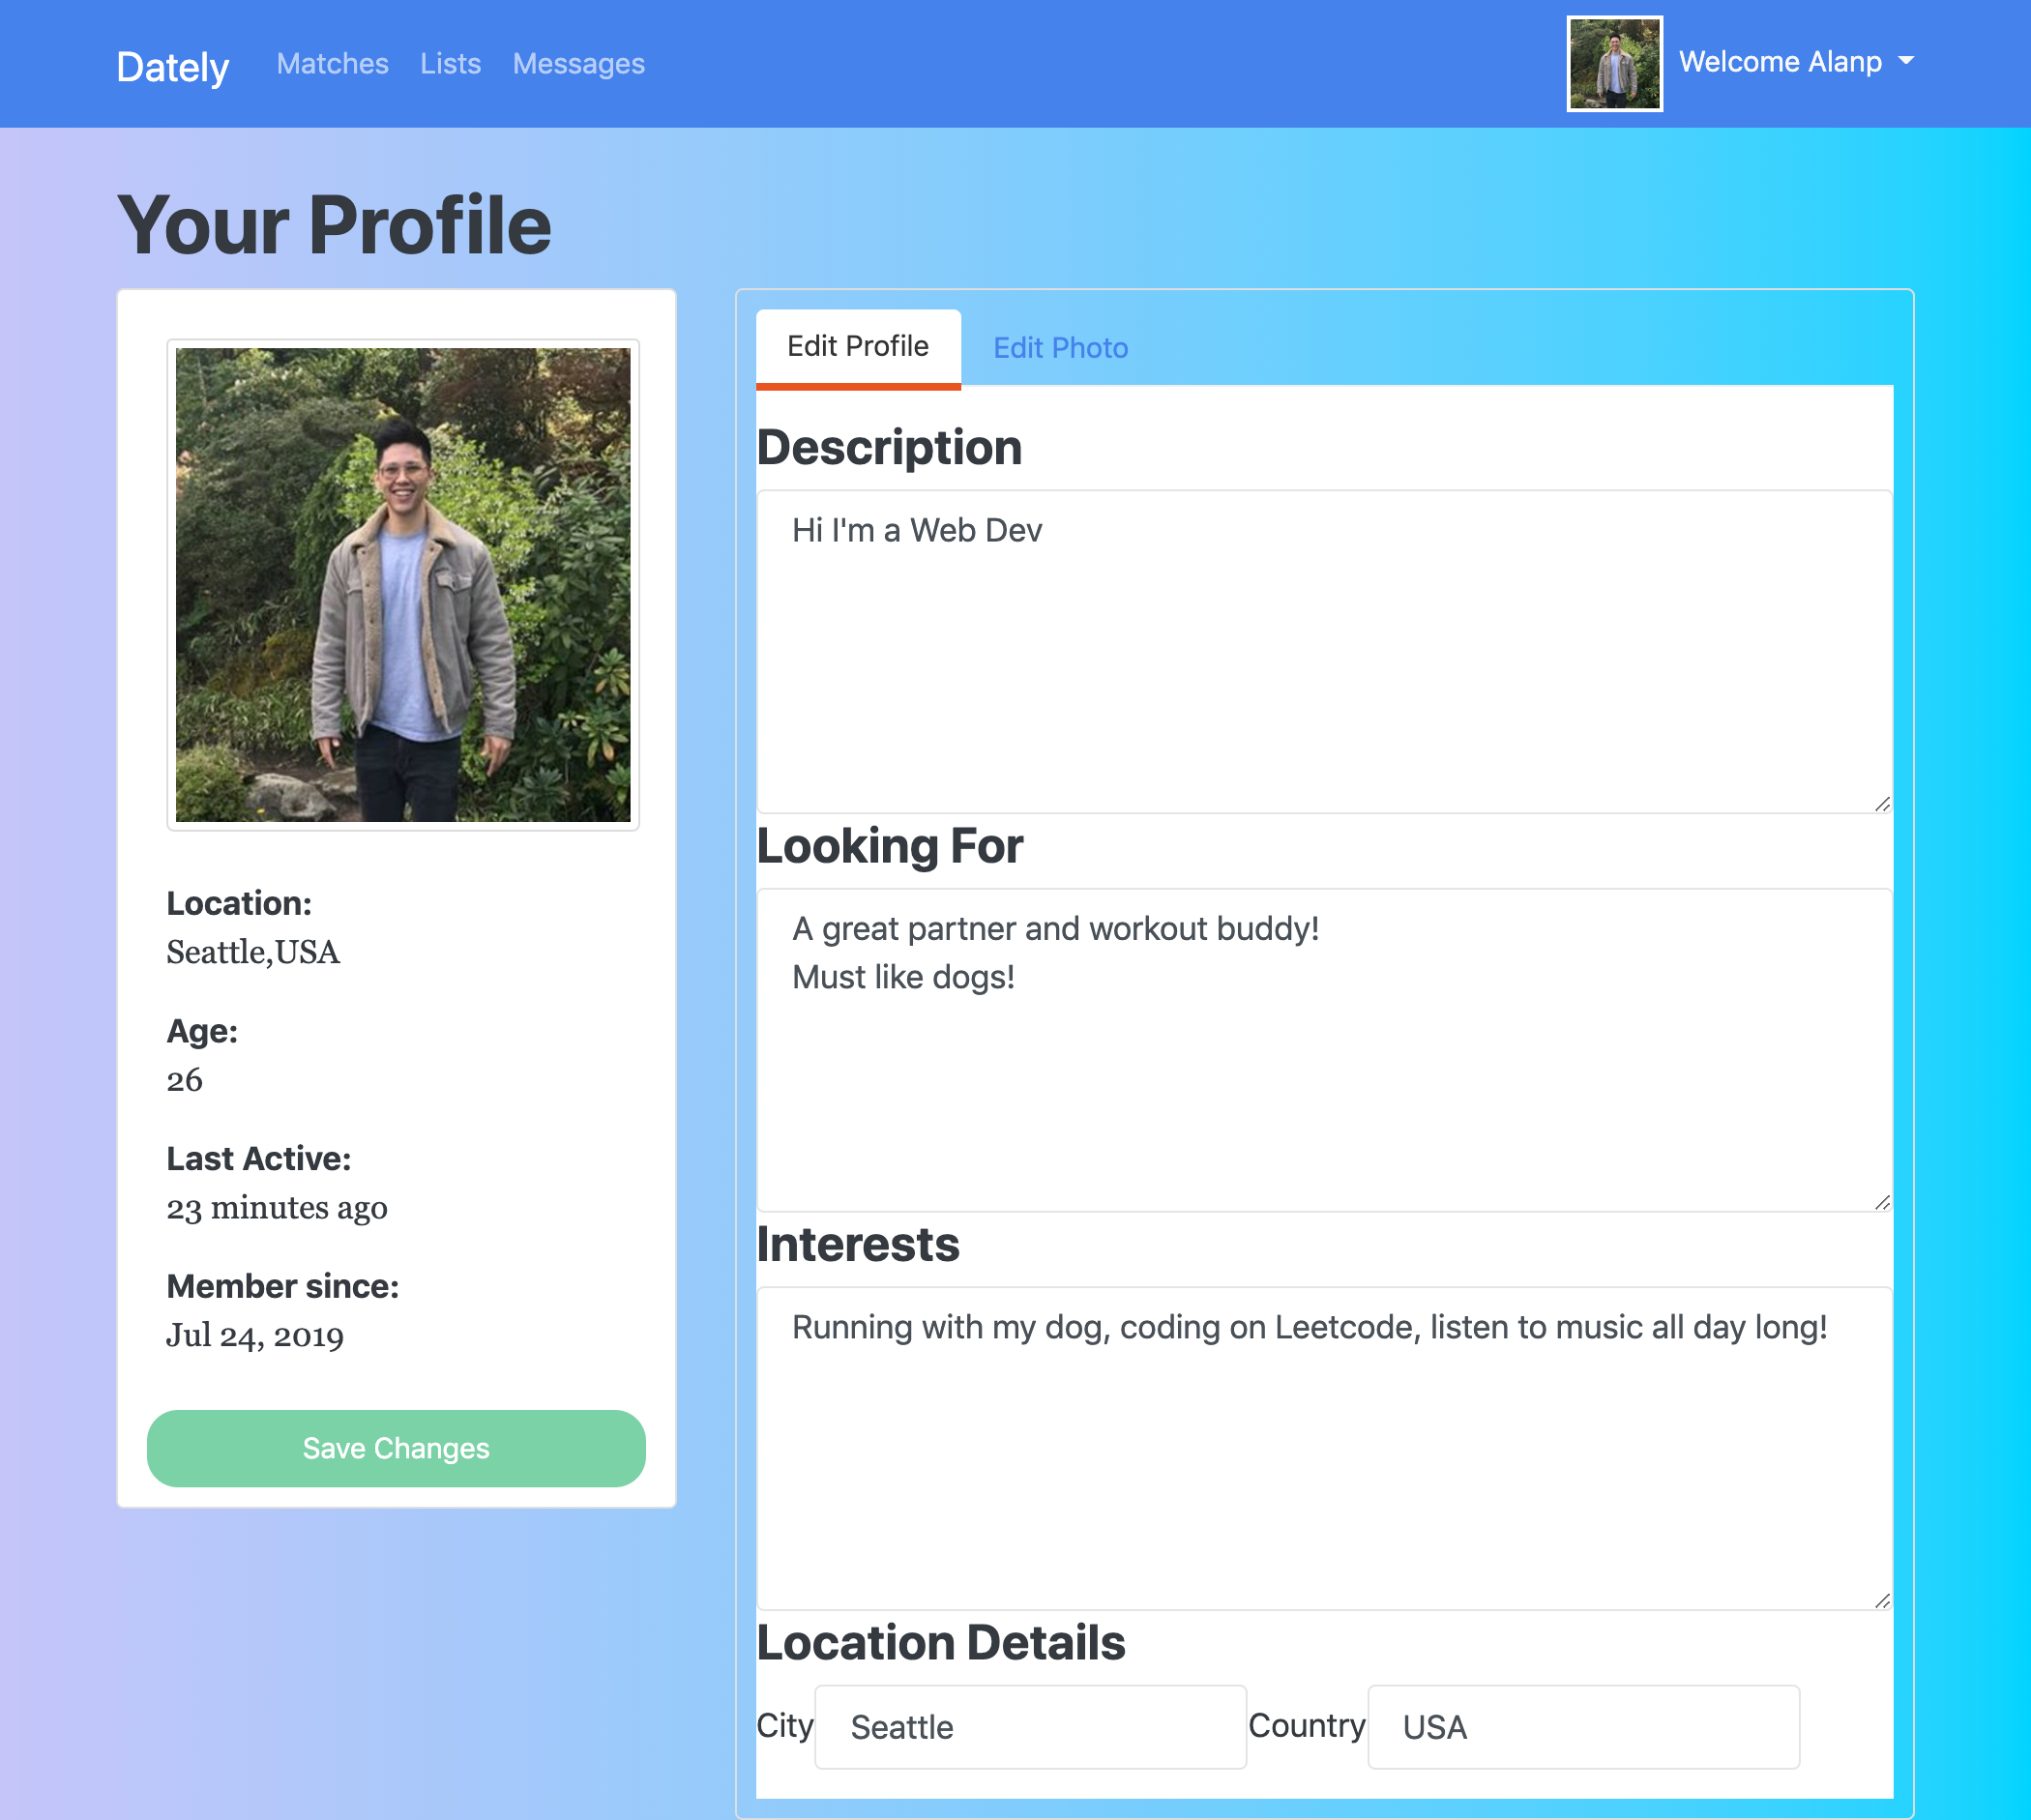 Dately
Matches
Lists
Messages
Welcome Alanp
Your Profile
Location:
Seattle,USA
Age:
26
Last Active:
23 minutes ago
Member since:
Jul 24, 2019
Save Changes
Edit Profile
Edit Photo
Description
Hi I'm a Web Dev
Looking For
A great partner and workout buddy!
Must like dogs!
Interests
Running with my dog, coding on Leetcode, listen to music all day long!
Location Details
City
Seattle
Country
USA